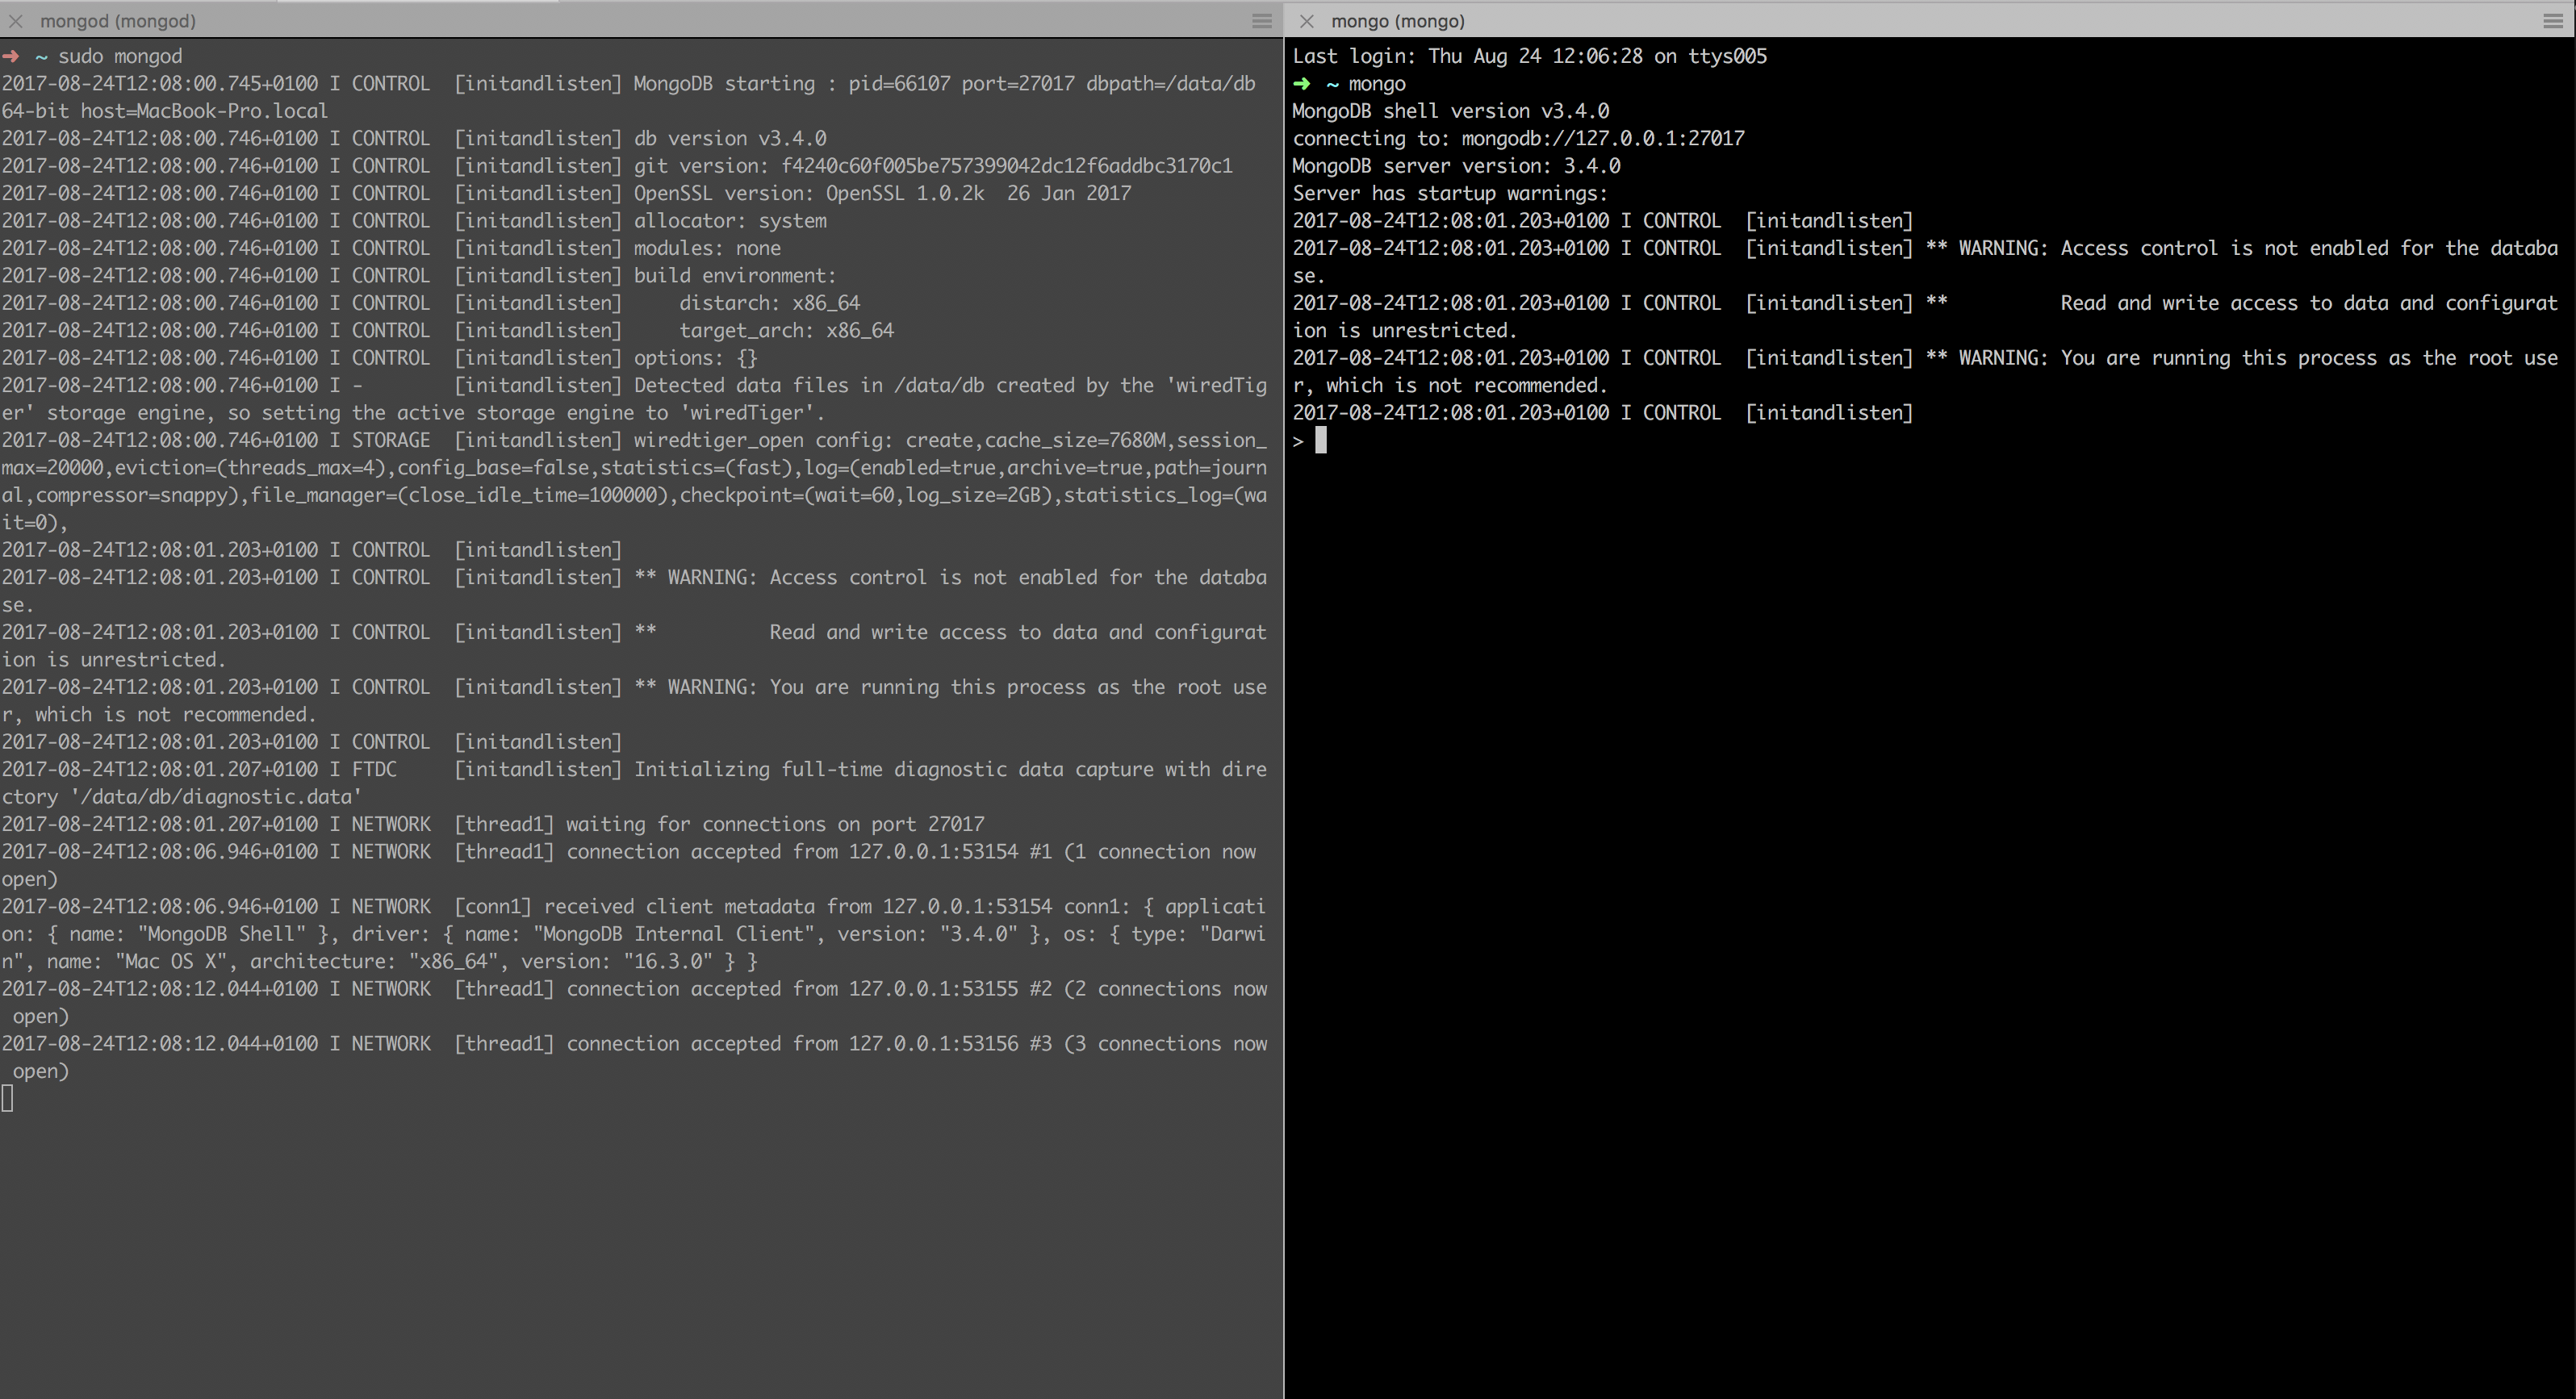 mongod (mongod)
➜  ~ sudo mongod
2017-08-24T12:08:00.745+0100 I CONTROL  [initandlisten] MongoDB starting : pid=66107 port=27017 dbpath=/data/db
64-bit host=MacBook-Pro.local
2017-08-24T12:08:00.746+0100 I CONTROL  [initandlisten] db version v3.4.0
2017-08-24T12:08:00.746+0100 I CONTROL  [initandlisten] git version: f4240c60f005be757399042dc12f6addbc3170c1
2017-08-24T12:08:00.746+0100 I CONTROL  [initandlisten] OpenSSL version: OpenSSL 1.0.2k  26 Jan 2017
2017-08-24T12:08:00.746+0100 I CONTROL  [initandlisten] allocator: system
2017-08-24T12:08:00.746+0100 I CONTROL  [initandlisten] modules: none
2017-08-24T12:08:00.746+0100 I CONTROL  [initandlisten] build environment:
2017-08-24T12:08:00.746+0100 I CONTROL  [initandlisten]     distarch: x86_64
2017-08-24T12:08:00.746+0100 I CONTROL  [initandlisten]     target_arch: x86_64
2017-08-24T12:08:00.746+0100 I CONTROL  [initandlisten] options: {}
2017-08-24T12:08:00.746+0100 I -        [initandlisten] Detected data files in /data/db created by the 'wiredTig
er' storage engine, so setting the active storage engine to 'wiredTiger'.
2017-08-24T12:08:00.746+0100 I STORAGE  [initandlisten] wiredtiger_open config: create,cache_size=7680M,session_
max=20000,eviction=(threads_max=4),config_base=false,statistics=(fast),log=(enabled=true,archive=true,path=journ
al,compressor=snappy),file_manager=(close_idle_time=100000),checkpoint=(wait=60,log_size=2GB),statistics_log=(wa
it=0),
2017-08-24T12:08:01.203+0100 I CONTROL  [initandlisten]
2017-08-24T12:08:01.203+0100 I CONTROL  [initandlisten] ** WARNING: Access control is not enabled for the databa
se.
2017-08-24T12:08:01.203+0100 I CONTROL  [initandlisten] **          Read and write access to data and configurat
ion is unrestricted.
2017-08-24T12:08:01.203+0100 I CONTROL  [initandlisten] ** WARNING: You are running this process as the root use
r, which is not recommended.
2017-08-24T12:08:01.203+0100 I CONTROL  [initandlisten]
2017-08-24T12:08:01.207+0100 I FTDC     [initandlisten] Initializing full-time diagnostic data capture with dire
ctory '/data/db/diagnostic.data'
2017-08-24T12:08:01.207+0100 I NETWORK  [thread1] waiting for connections on port 27017
2017-08-24T12:08:06.946+0100 I NETWORK  [thread1] connection accepted from 127.0.0.1:53154 #1 (1 connection now
open)
2017-08-24T12:08:06.946+0100 I NETWORK  [conn1] received client metadata from 127.0.0.1:53154 conn1: { applicati
on: { name: "MongoDB Shell" }, driver: { name: "MongoDB Internal Client", version: "3.4.0" }, os: { type: "Darwi
n", name: "Mac OS X", architecture: "x86_64", version: "16.3.0" } }
2017-08-24T12:08:12.044+0100 I NETWORK  [thread1] connection accepted from 127.0.0.1:53155 #2 (2 connections now
 open)
2017-08-24T12:08:12.044+0100 I NETWORK  [thread1] connection accepted from 127.0.0.1:53156 #3 (3 connections now
 open)
mongo (mongo)
Last login: Thu Aug 24 12:06:28 on ttys005
➜  ~ mongo
MongoDB shell version v3.4.0
connecting to: mongodb://127.0.0.1:27017
MongoDB server version: 3.4.0
Server has startup warnings:
2017-08-24T12:08:01.203+0100 I CONTROL  [initandlisten]
2017-08-24T12:08:01.203+0100 I CONTROL  [initandlisten] ** WARNING: Access control is not enabled for the databa
se.
2017-08-24T12:08:01.203+0100 I CONTROL  [initandlisten] **          Read and write access to data and configurat
ion is unrestricted.
2017-08-24T12:08:01.203+0100 I CONTROL  [initandlisten] ** WARNING: You are running this process as the root use
r, which is not recommended.
2017-08-24T12:08:01.203+0100 I CONTROL  [initandlisten]
>